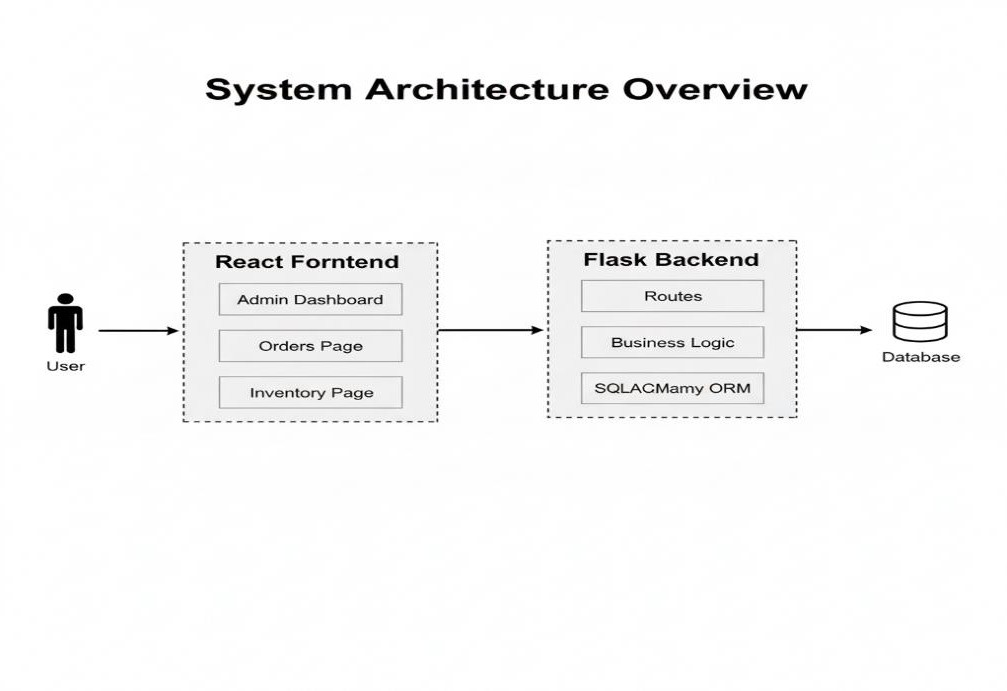 System Architecture Overview
User
React Forntend
Admin Dashboard
Orders Page
Inventory Page
Flask Backend
Routes
Business Logic
SQLACMamy ORM
Database